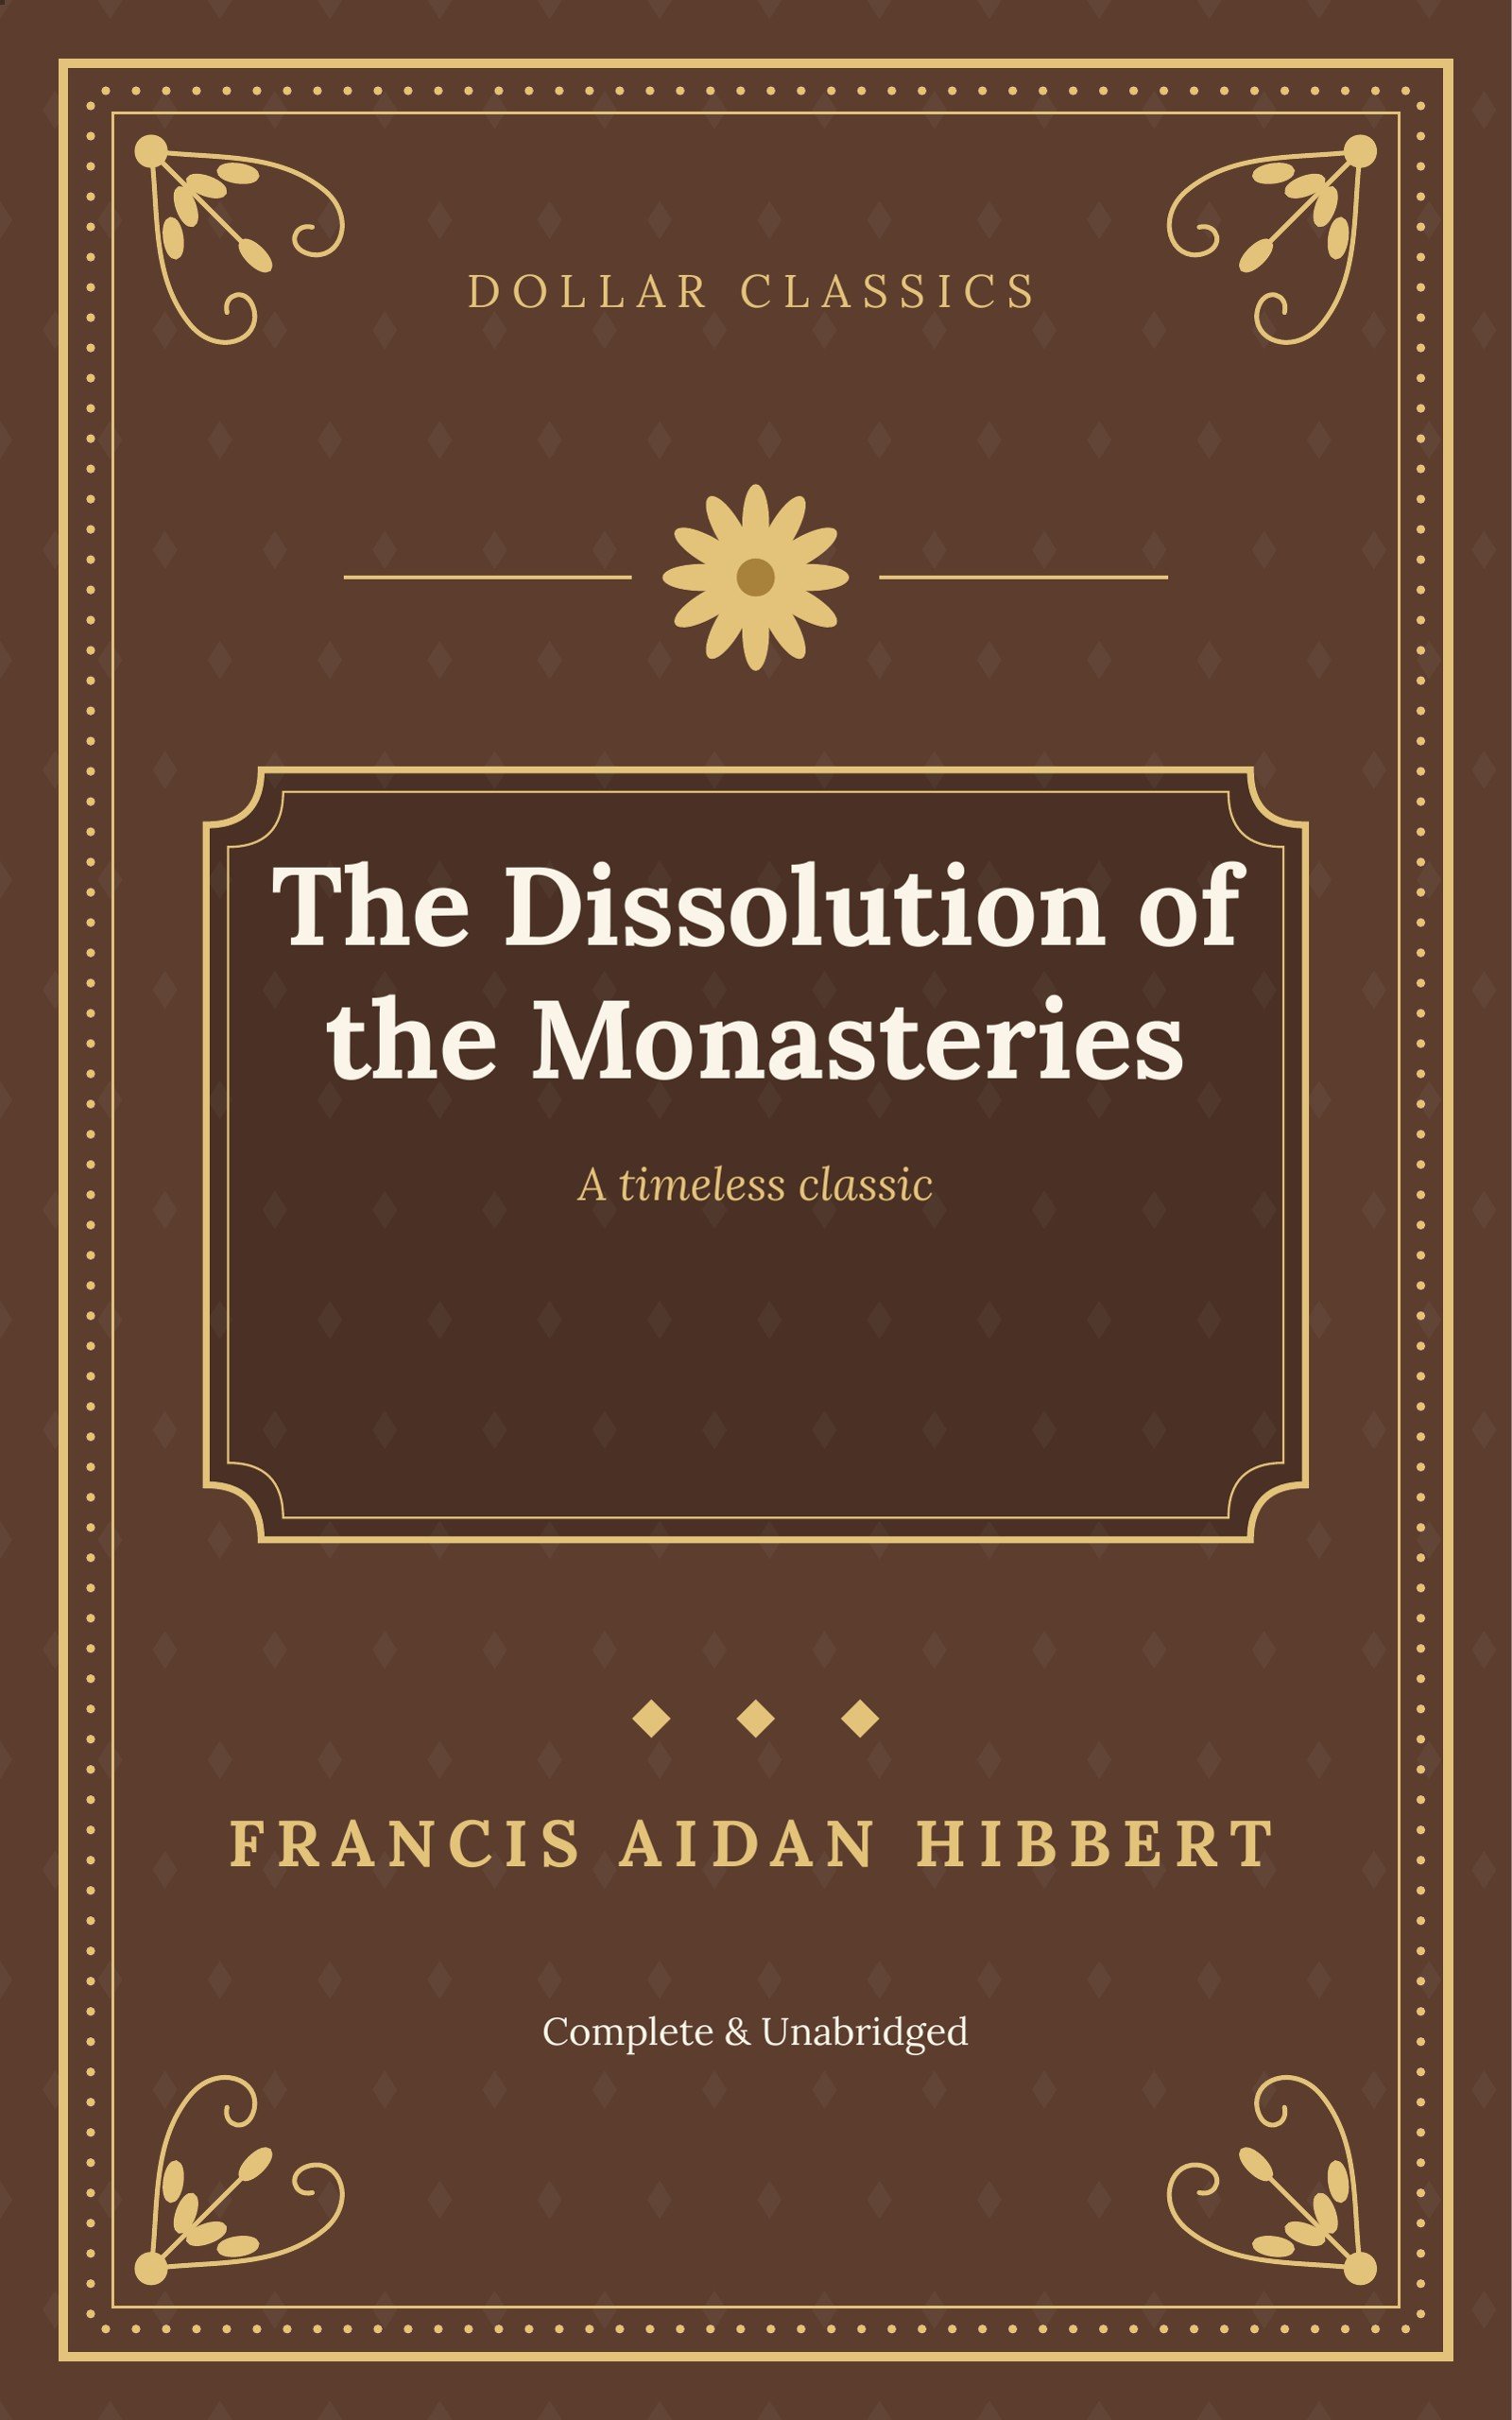 DOLLAR CLASSICS
The Dissolution of
the Monasteries
A timeless classic
FRANCIS AIDAN HIBBERT
Complete & Unabridged